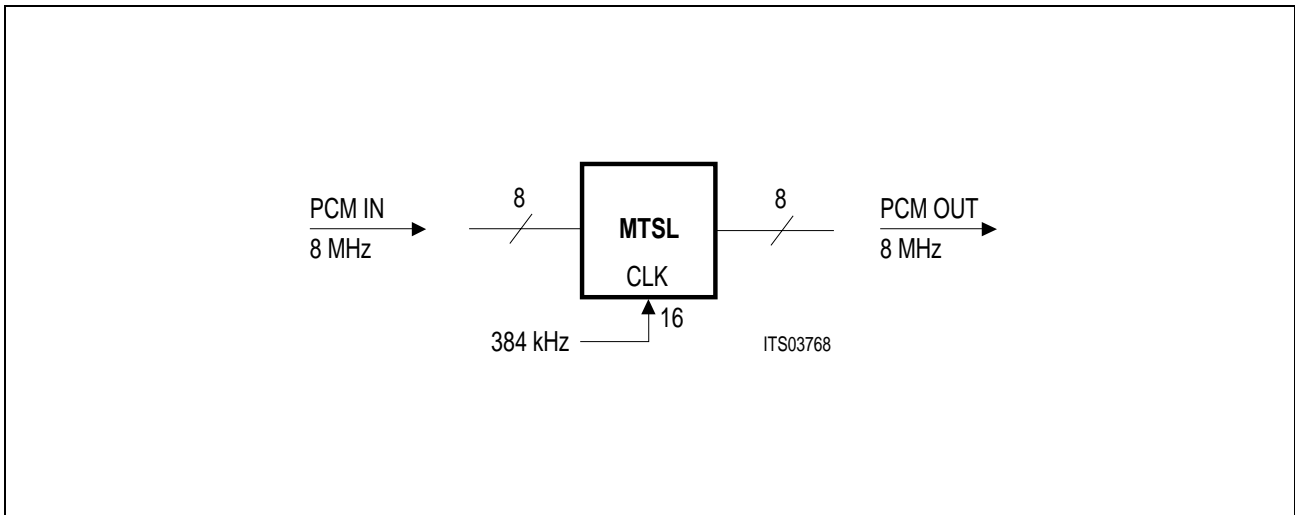 PCM IN
8 MHz
8
MTSL
CLK
8
PCM OUT
8 MHz
16
384 kHz
ITS03768